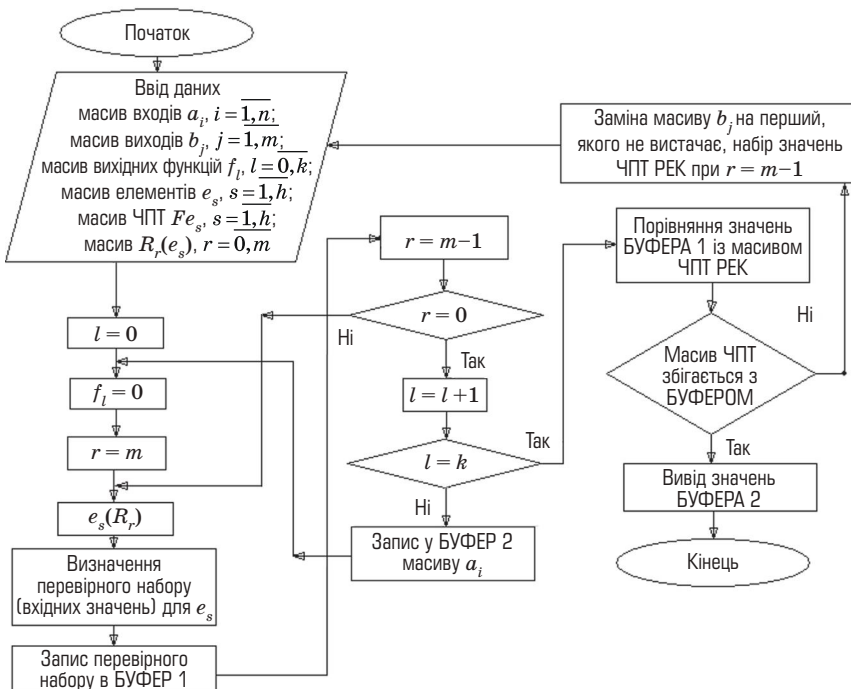 Початок
Ввід даних
масив входів a_i, i = 1,n;
масив виходів b_j, j = 1,m;
масив вихідних функцій f_l, l = 0,k;
масив елементів e_s, s = 1,h;
масив ЧПТ Fe_s, s = 1,h;
масив R_r(e_s), r = 0,m
l = 0
f_l = 0
r = m
e_s(R_r)
Визначення
перевірного набору
(вхідних значень) для e_s
Запис перевірного
набору в БУФЕР 1
r = m−1
r = 0
Ні
Так
l = l +1
l = k
Так
Ні
Запис у БУФЕР 2
масиву a_i
Заміна масиву b_j на перший,
якого не вистачає, набір значень
ЧПТ РЕК при r = m−1
Порівняння значень
БУФЕРА 1 із масивом
ЧПТ РЕК
Ні
Масив ЧПТ
збігається з
БУФЕРОМ
Так
Вивід значень
БУФЕРА 2
Кінець